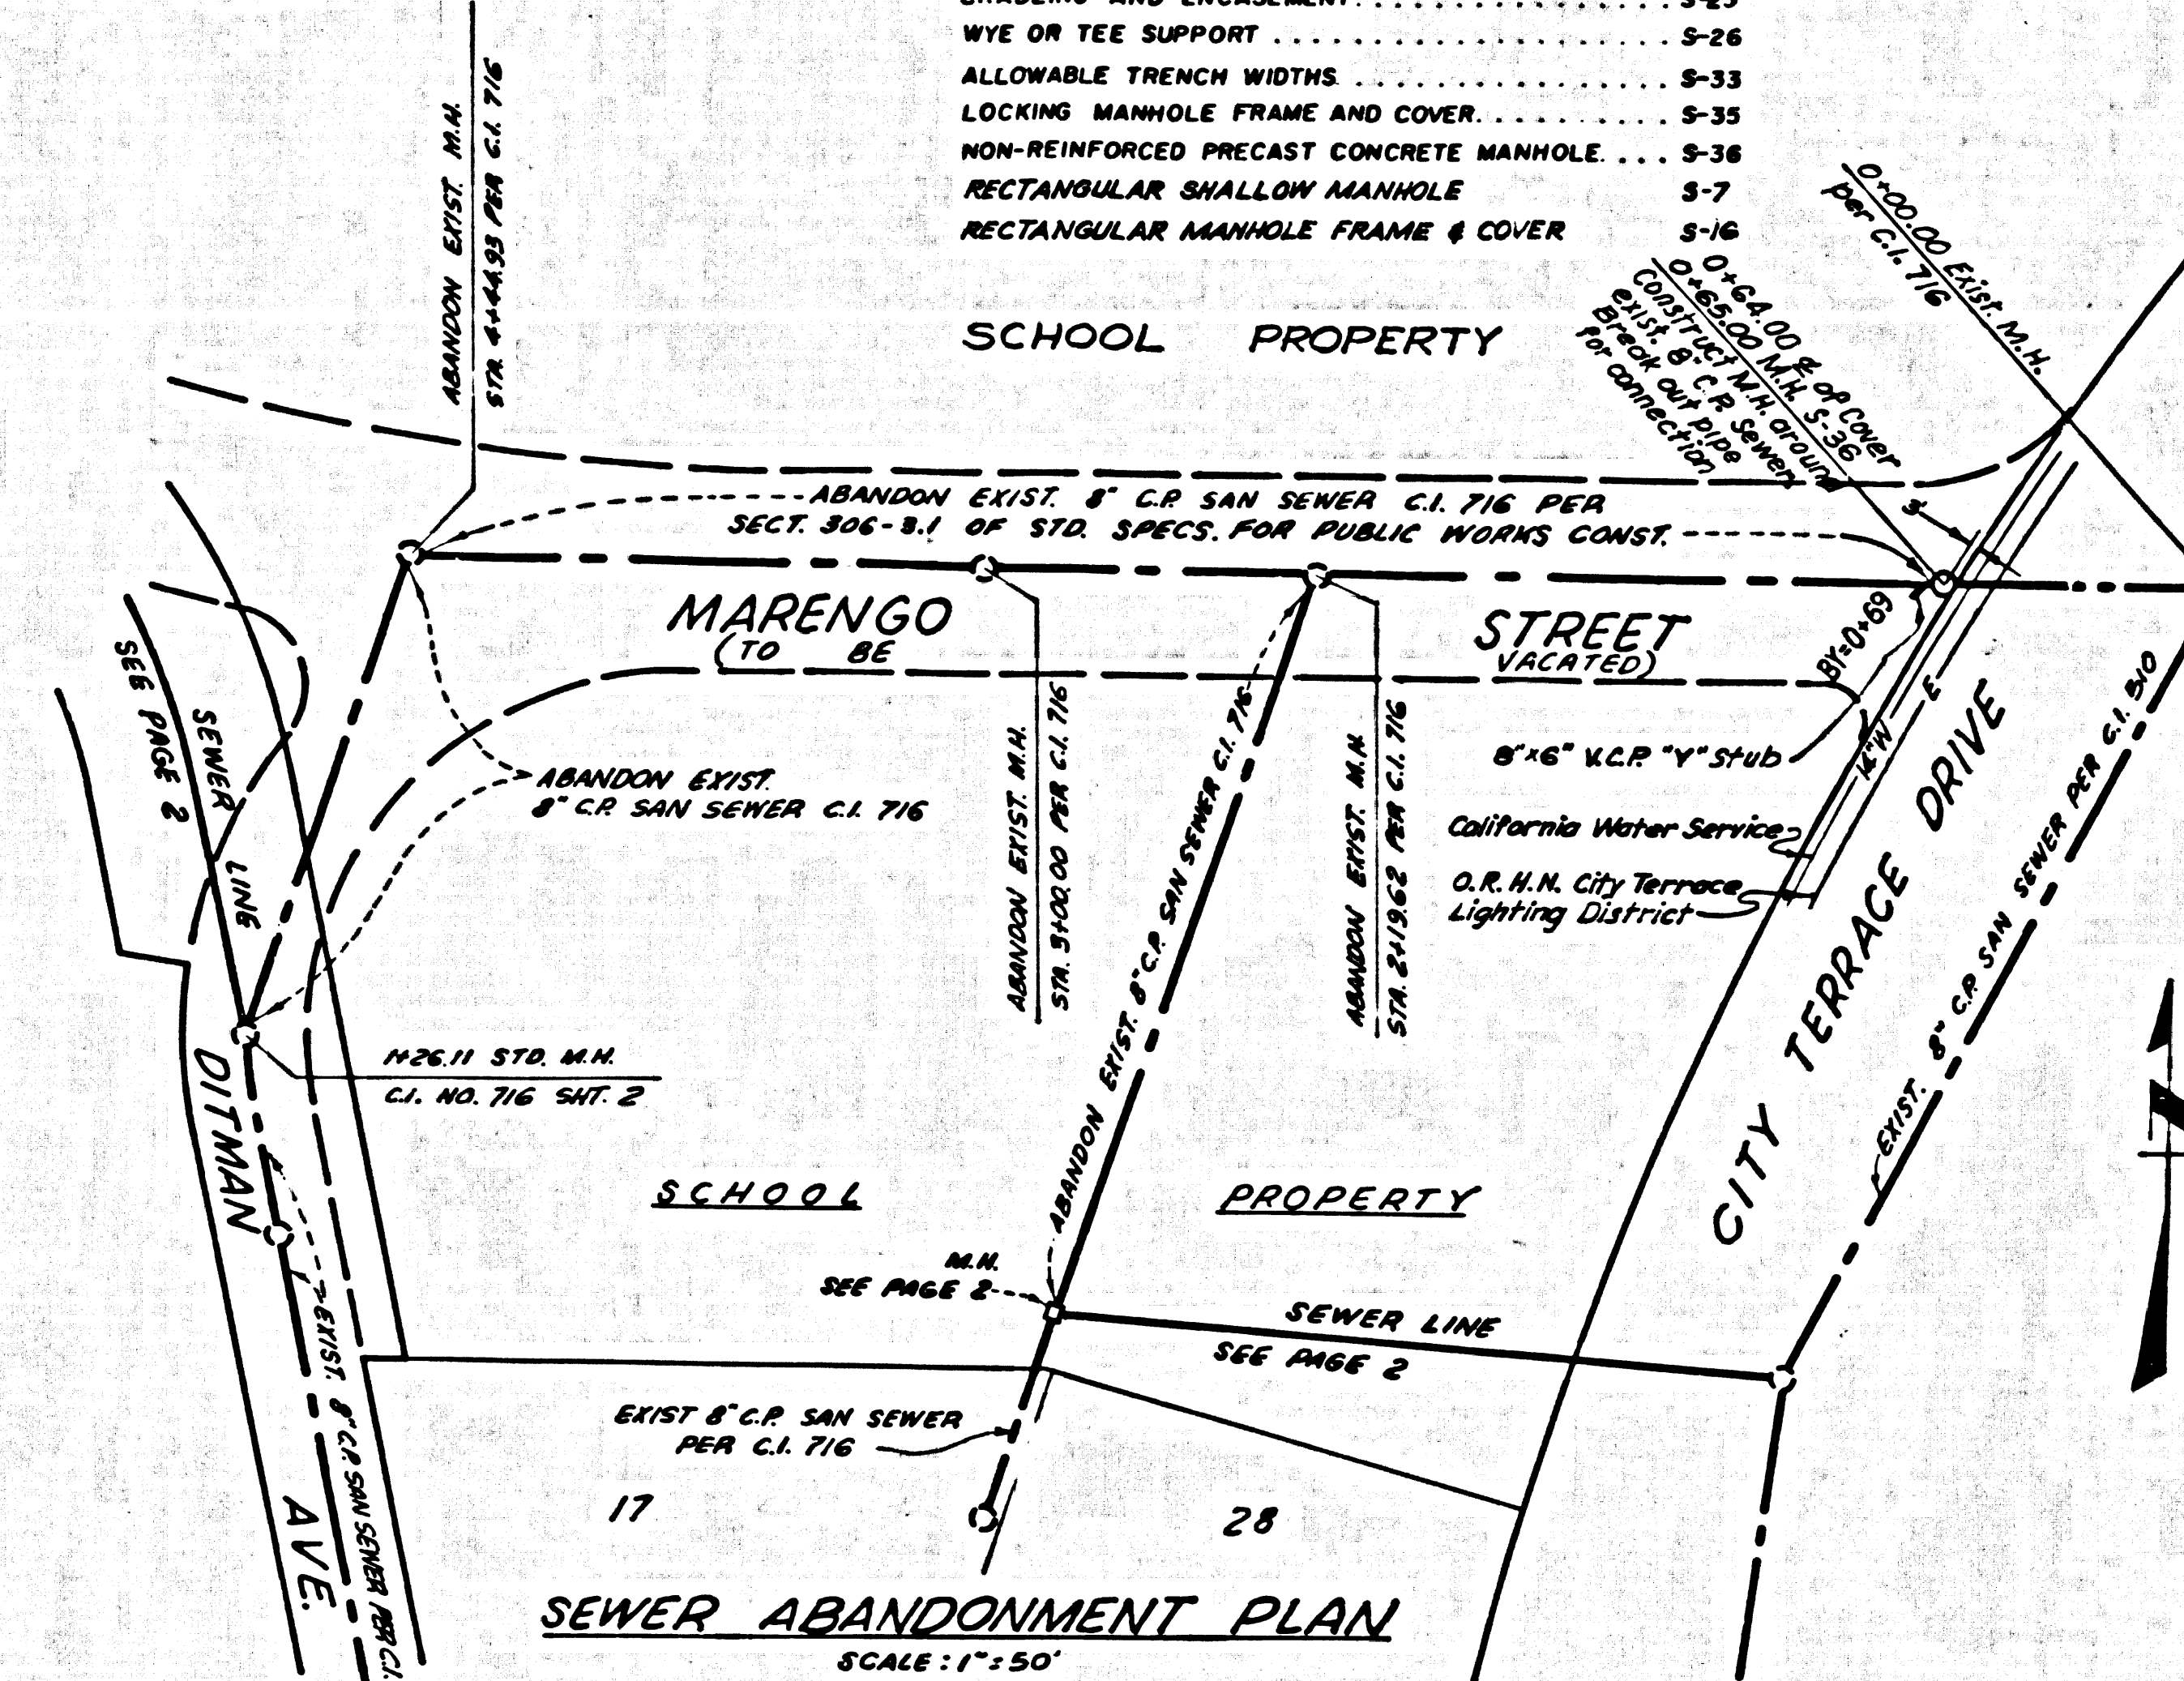 WYE OR TEE SUPPORT . . . . . . . . . . . . . . . . . . . . S-26
ALLOWABLE TRENCH WIDTHS . . . . . . . . . . . . . . . . S-33
LOCKING MANHOLE FRAME AND COVER. . . . . . . . . . S-35
NON-REINFORCED PRECAST CONCRETE MANHOLE. . . . S-36
RECTANGULAR SHALLOW MANHOLE S-7
RECTANGULAR MANHOLE FRAME & COVER S-16
ABANDON EXIST. M.H.
STA. 4+44.93 PER C.I. 716
SCHOOL PROPERTY
0+00.00 Exist. M.H.
per C.I. 716
0+64.00 ℄ of Cover
0+65.00 M.H. S-36
Construct M.H. around
exist. 8" C.P. Sewer,
Break out pipe
for connection
ABANDON EXIST. 8" C.P. SAN SEWER C.I. 716 PER
SECT. 306-3.1 OF STD. SPECS. FOR PUBLIC WORKS CONST.
3'
MARENGO STREET
(TO BE VACATED)
BY=0+69
SEE PAGE 2
SEWER LINE
ABANDON EXIST.
8" C.P. SAN SEWER C.I. 716
ABANDON EXIST. M.H.
STA. 3+00.00 PER C.I. 716
ABANDON EXIST. 8" C.P. SAN SEWER C.I. 716
ABANDON EXIST. M.H.
STA. 2+19.62 PER C.I. 716
8"x6" V.C.P. "Y" Stub
14"W
E
California Water Service
O.R.H.N. City Terrace
Lighting District
CITY TERRACE DRIVE
EXIST. 8" C.P. SAN SEWER PER C.I. 510
1+26.11 STD. M.H.
C.I. NO. 716 SHT. 2
DITMAN AVE.
EXIST. 8" C.P. SAN SEWER PER C.I.
SCHOOL PROPERTY
M.H.
SEE PAGE 2
SEWER LINE
SEE PAGE 2
EXIST 8" C.P. SAN SEWER
PER C.I. 716
17
28
SEWER ABANDONMENT PLAN
SCALE : 1" = 50'